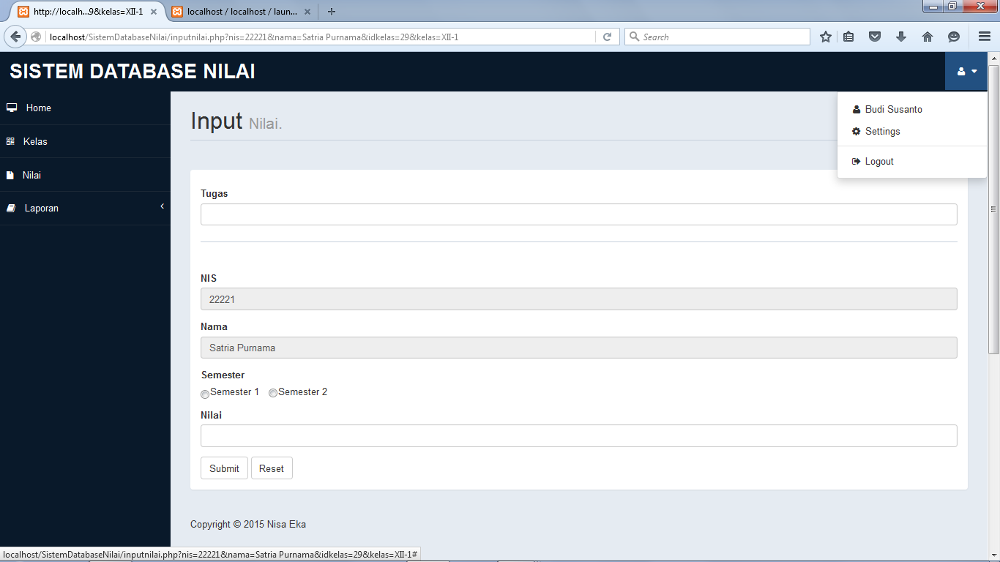 http://localh...9&kelas=XII-1
localhost / localhost / laun...
localhost/SistemDatabaseNilai/inputnilai.php?nis=22221&nama=Satria Purnama&idkelas=29&kelas=XII-1
Search
SISTEM DATABASE NILAI
Home
Kelas
Nilai
Laporan
Budi Susanto
Settings
Logout
Input Nilai.
Tugas
NIS
22221
Nama
Satria Purnama
Semester
Semester 1 Semester 2
Nilai
Submit Reset
Copyright © 2015 Nisa Eka
localhost/SistemDatabaseNilai/inputnilai.php?nis=22221&nama=Satria Purnama&idkelas=29&kelas=XII-1#